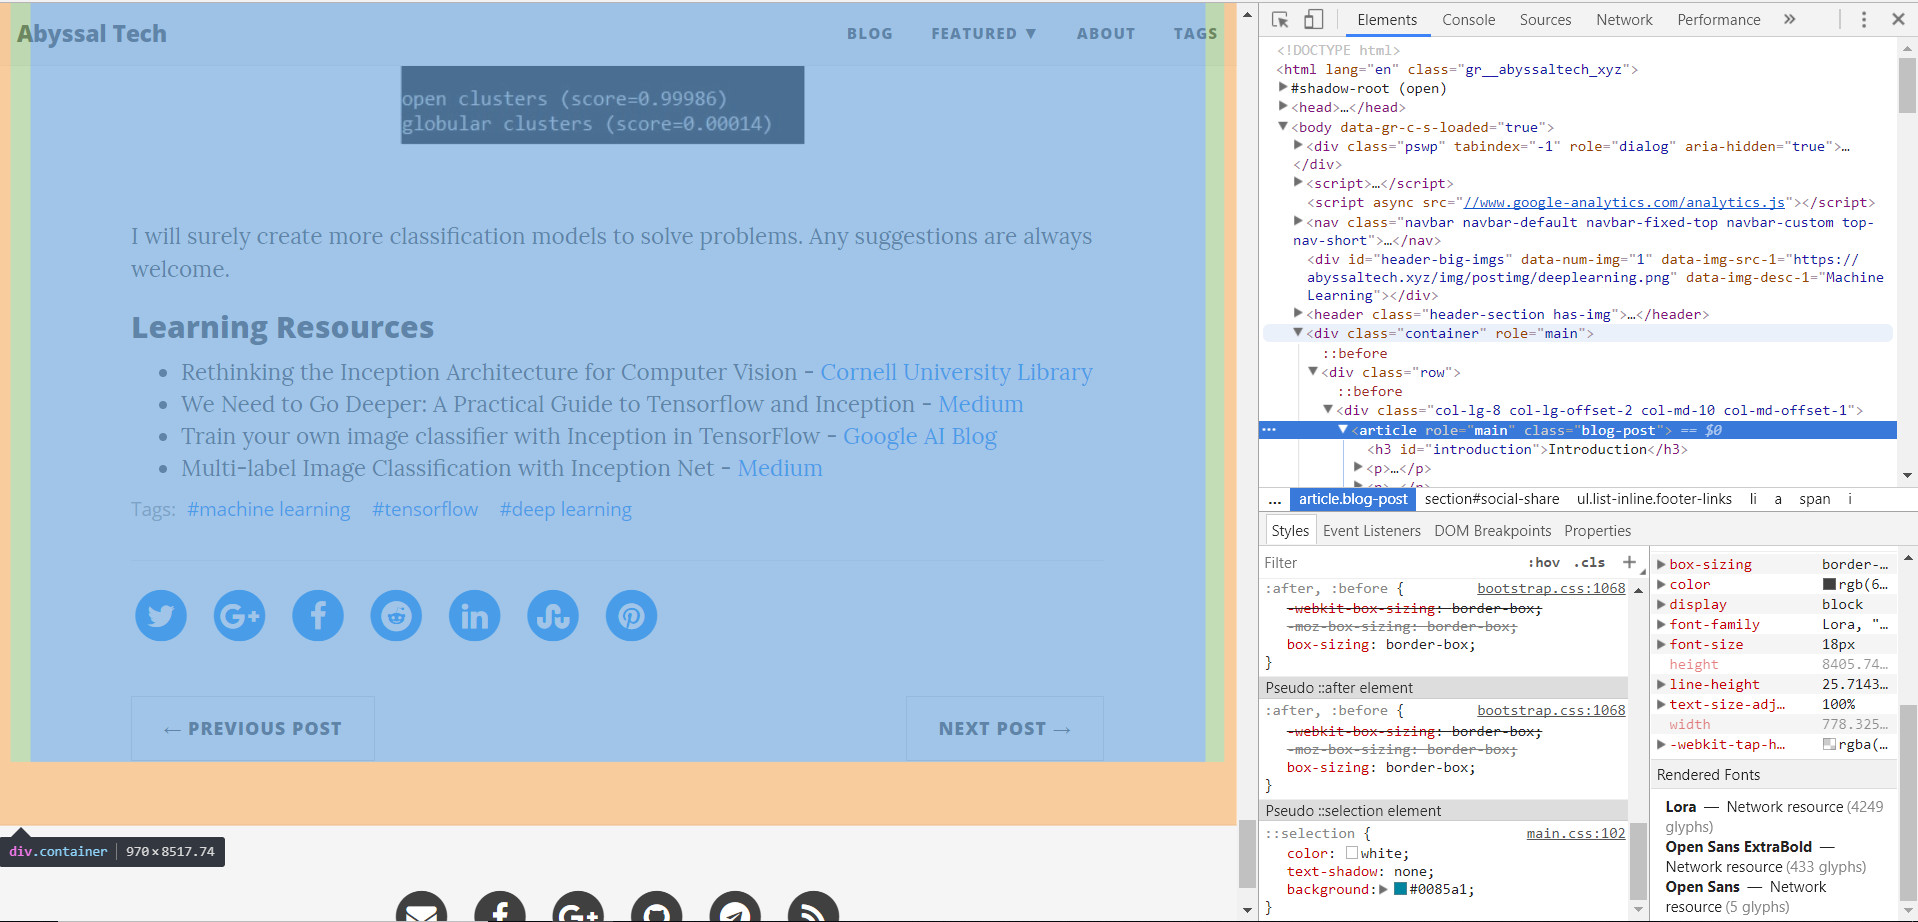 Abyssal Tech
BLOG FEATURED ▼ ABOUT TAGS
open clusters (score=0.99986)
globular clusters (score=0.00014)
I will surely create more classification models to solve problems. Any suggestions are always
welcome.
Learning Resources
• Rethinking the Inception Architecture for Computer Vision - Cornell University Library
• We Need to Go Deeper: A Practical Guide to Tensorflow and Inception - Medium
• Train your own image classifier with Inception in TensorFlow - Google AI Blog
• Multi-label Image Classification with Inception Net - Medium
Tags: #machine learning #tensorflow #deep learning
← PREVIOUS POST
NEXT POST →
div.container | 970×8517.74
Elements Console Sources Network Performance »
<!DOCTYPE html>
<html lang="en" class="gr__abyssaltech_xyz">
▶#shadow-root (open)
▶<head>…</head>
▼<body data-gr-c-s-loaded="true">
▶<div class="pswp" tabindex="-1" role="dialog" aria-hidden="true">…
</div>
▶<script>…</script>
<script async src="//www.google-analytics.com/analytics.js"></script>
▶<nav class="navbar navbar-default navbar-fixed-top navbar-custom top-
nav-short">…</nav>
<div id="header-big-imgs" data-num-img="1" data-img-src-1="https://
abyssaltech.xyz/img/postimg/deeplearning.png" data-img-desc-1="Machine
Learning"></div>
▶<header class="header-section has-img">…</header>
▼<div class="container" role="main">
::before
▼<div class="row">
::before
▼<div class="col-lg-8 col-lg-offset-2 col-md-10 col-md-offset-1">
… ▼<article role="main" class="blog-post"> == $0
<h3 id="introduction">Introduction</h3>
▶<p>…</p>
▶<p>…</p>
… article.blog-post section#social-share ul.list-inline.footer-links li a span i
Styles Event Listeners DOM Breakpoints Properties
Filter :hov .cls +
:after, :before { bootstrap.css:1068
-webkit-box-sizing: border-box;
-moz-box-sizing: border-box;
box-sizing: border-box;
}
Pseudo ::after element
:after, :before { bootstrap.css:1068
-webkit-box-sizing: border-box;
-moz-box-sizing: border-box;
box-sizing: border-box;
}
Pseudo ::selection element
::selection { main.css:102
color: white;
text-shadow: none;
background:▶ #0085a1;
}
▶box-sizing border-…
▶color rgb(6…
▶display block
▶font-family Lora, "…
▶font-size 18px
height 8405.74…
▶line-height 25.7143…
▶text-size-adj… 100%
width 778.325…
▶-webkit-tap-h… rgba(…
Rendered Fonts
Lora — Network resource (4249
glyphs)
Open Sans ExtraBold —
Network resource (433 glyphs)
Open Sans — Network
resource (5 glyphs)